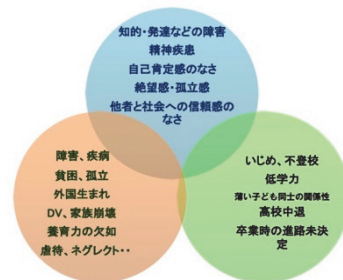 知的・発達などの障害
精神疾患
自己肯定感のなさ
絶望感・孤立感
他者と社会への信頼感の
なさ
障害、疾病
貧困、孤立
外国生まれ
DV、家族崩壊
養育力の欠如
虐待、ネグレクト・・
いじめ、不登校
低学力
薄い子ども同士の関係性
高校中退
卒業時の進路未決
定